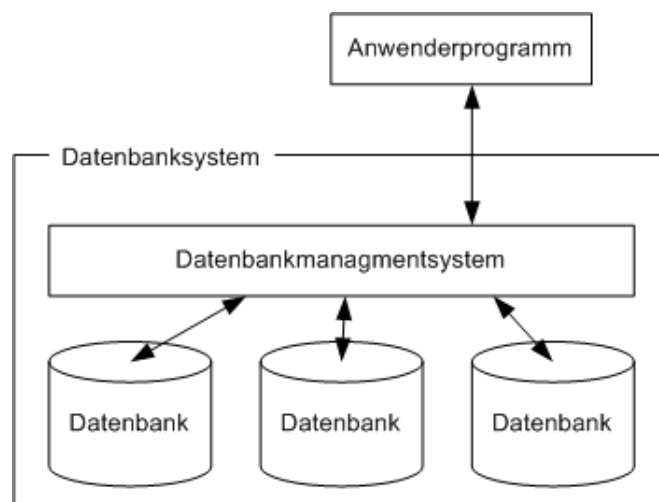 Anwenderprogramm
Datenbanksystem
Datenbankmanagmentsystem
Datenbank
Datenbank
Datenbank